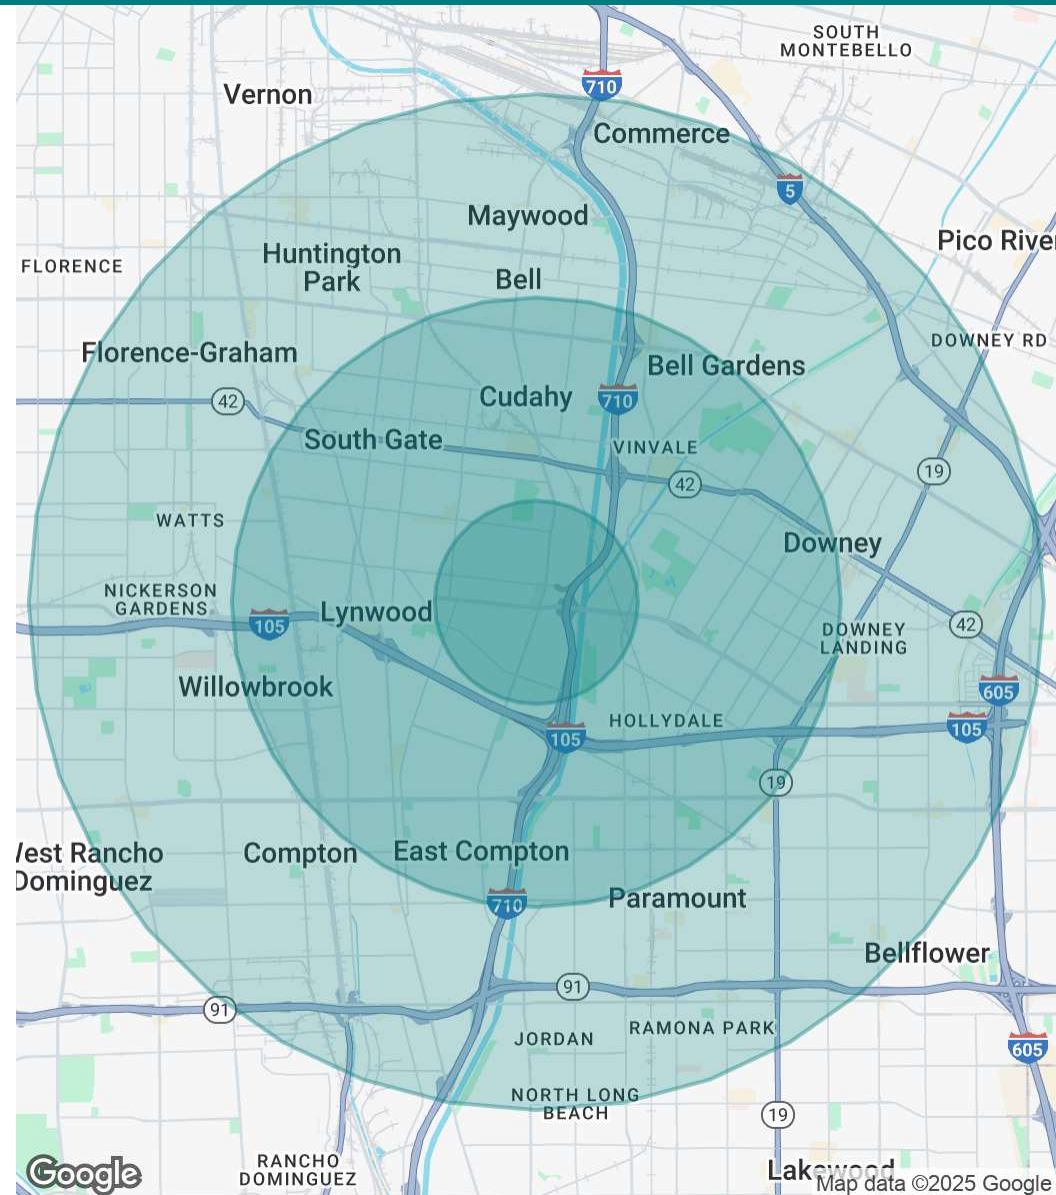 SOUTH
MONTEBELLO
710
Vernon
Commerce
5
Maywood
Pico River
Huntington
Park
FLORENCE
Bell
DOWNEY RD
Florence-Graham
Bell Gardens
Cudahy
710
42
South Gate
VINVALE
19
42
WATTS
Downey
NICKERSON
GARDENS
Lynwood
105
42
DOWNEY
LANDING
Willowbrook
605
HOLLYDALE
105
105
19
West Rancho
Dominguez
Compton
East Compton
710
Paramount
Bellflower
91
91
JORDAN
RAMONA PARK
605
NORTH LONG
BEACH
19
RANCHO
DOMINGUEZ
Lakewood
Google
Map data ©2025 Google